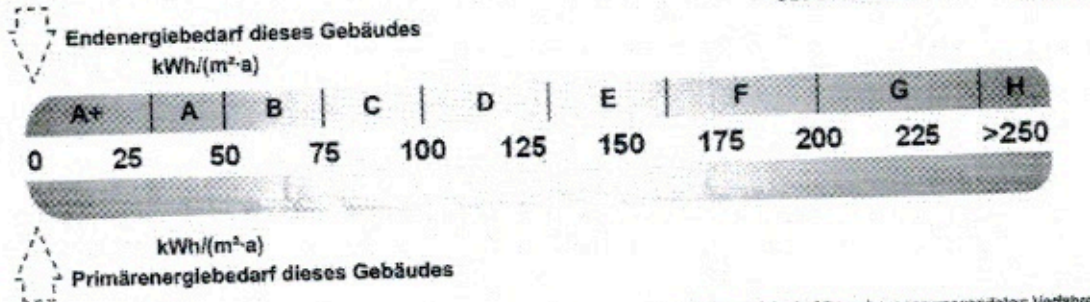 Endenergiebedarf dieses Gebäudes
kWh/(m²·a)
A+ A B C D E F G H
0 25 50 75 100 125 150 175 200 225 >250
kWh/(m²·a)
Primärenergiebedarf dieses Gebäudes